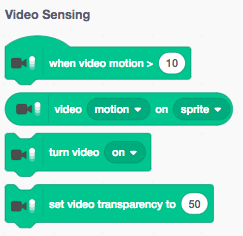 Video Sensing
when video motion > 10
video motion on sprite
turn video on
set video transparency to 50